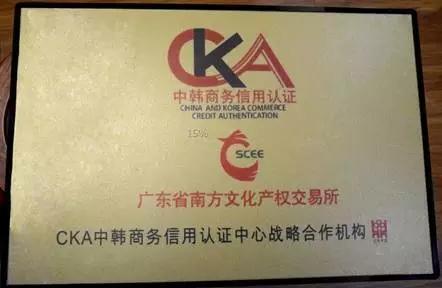 CKA
中韩商务信用认证
CHINA AND KOREA COMMERCE
CREDIT AUTHENTICATION
15%
SCEE
广东省南方文化产权交易所
CKA中韩商务信用认证中心战略合作机构